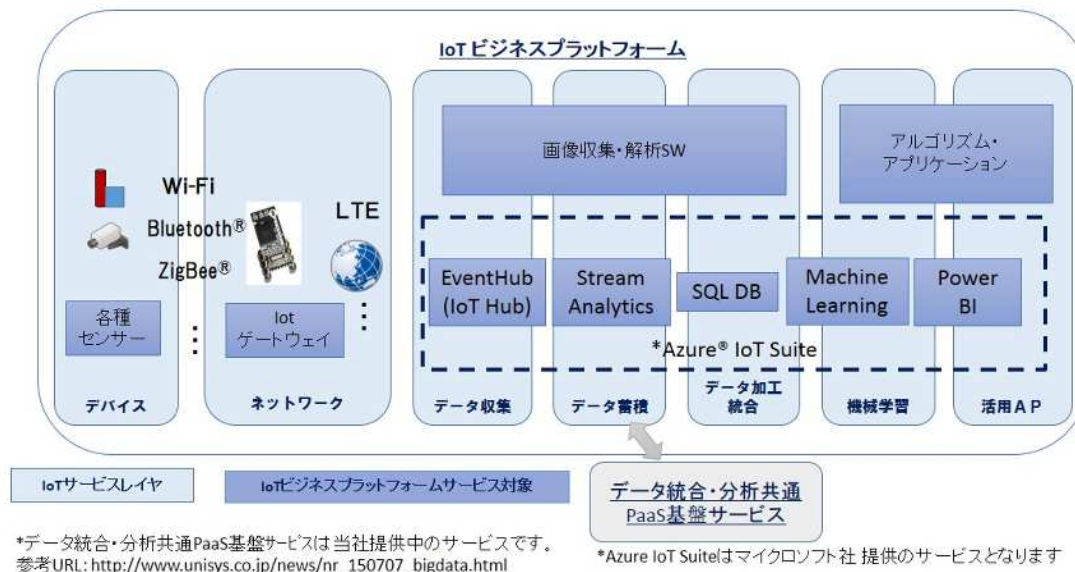 IoT ビジネスプラットフォーム
画像収集・解析SW
アルゴリズム・
アプリケーション
Wi-Fi
Bluetooth®
ZigBee®
LTE
各種
センサー
Iot
ゲートウェイ
EventHub
(IoT Hub)
Stream
Analytics
SQL DB
Machine
Learning
Power
BI
*Azure® IoT Suite
デバイス
ネットワーク
データ収集
データ蓄積
データ加工
統合
機械学習
活用AP
IoTサービスレイヤ
IoTビジネスプラットフォームサービス対象
データ統合・分析共通
PaaS基盤サービス
*データ統合・分析共通PaaS基盤サービスは当社提供中のサービスです。
参考URL: http://www.unisys.co.jp/news/nr_150707_bigdata.html
*Azure IoT Suiteはマイクロソフト社 提供のサービスとなります